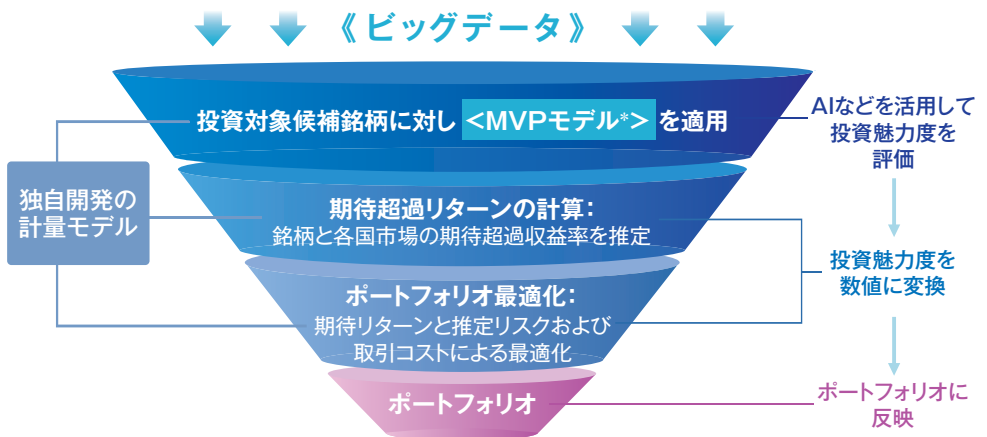 《 ビッグデータ 》
投資対象候補銘柄に対し <MVPモデル*> を適用
独自開発の
計量モデル
期待超過リターンの計算:
銘柄と各国市場の期待超過収益率を推定
ポートフォリオ最適化:
期待リターンと推定リスクおよび
取引コストによる最適化
ポートフォリオ
AIなどを活用して
投資魅力度を
評価
投資魅力度を
数値に変換
ポートフォリオに
反映